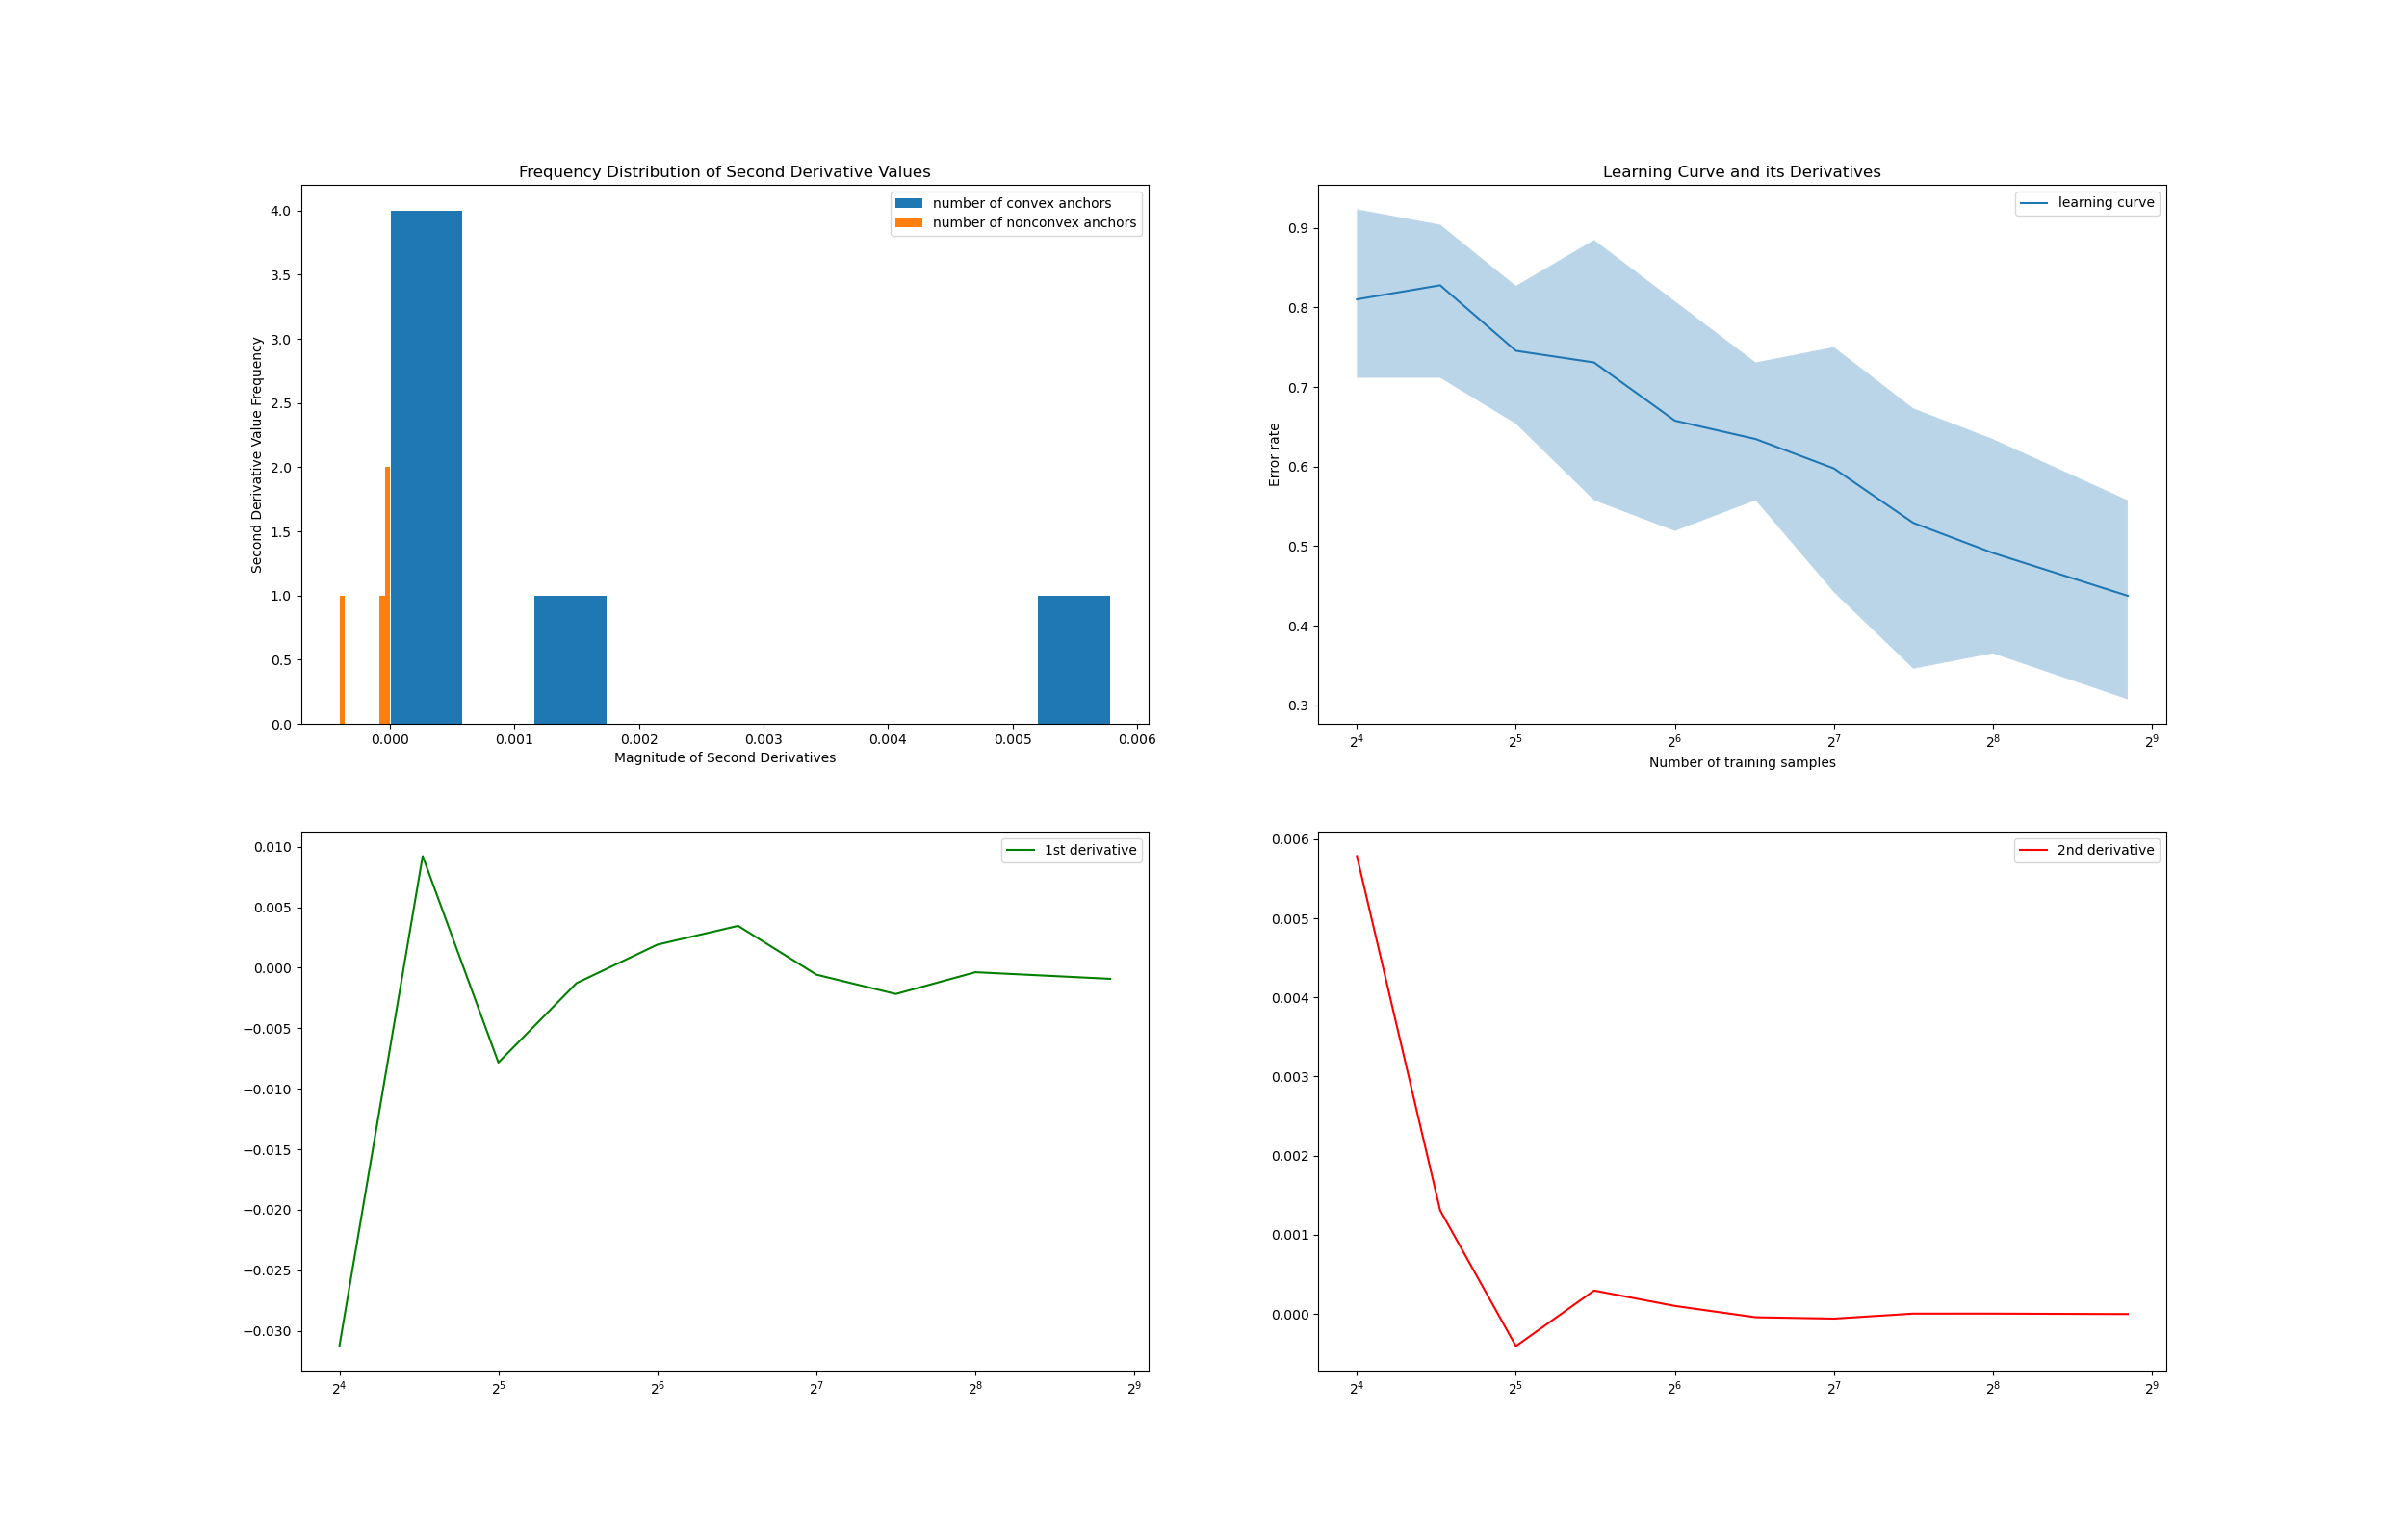 Frequency Distribution of Second Derivative Values
number of convex anchors
number of nonconvex anchors
4.0
3.5
3.0
2.5
2.0
1.5
1.0
0.5
0.0
Second Derivative Value Frequency
0.000 0.001 0.002 0.003 0.004 0.005 0.006
Magnitude of Second Derivatives
Learning Curve and its Derivatives
learning curve
0.9
0.8
0.7
0.6
0.5
0.4
0.3
Error rate
2⁴ 2⁵ 2⁶ 2⁷ 2⁸ 2⁹
Number of training samples
1st derivative
0.010
0.005
0.000
−0.005
−0.010
−0.015
−0.020
−0.025
−0.030
2⁴ 2⁵ 2⁶ 2⁷ 2⁸ 2⁹
2nd derivative
0.006
0.005
0.004
0.003
0.002
0.001
0.000
2⁴ 2⁵ 2⁶ 2⁷ 2⁸ 2⁹